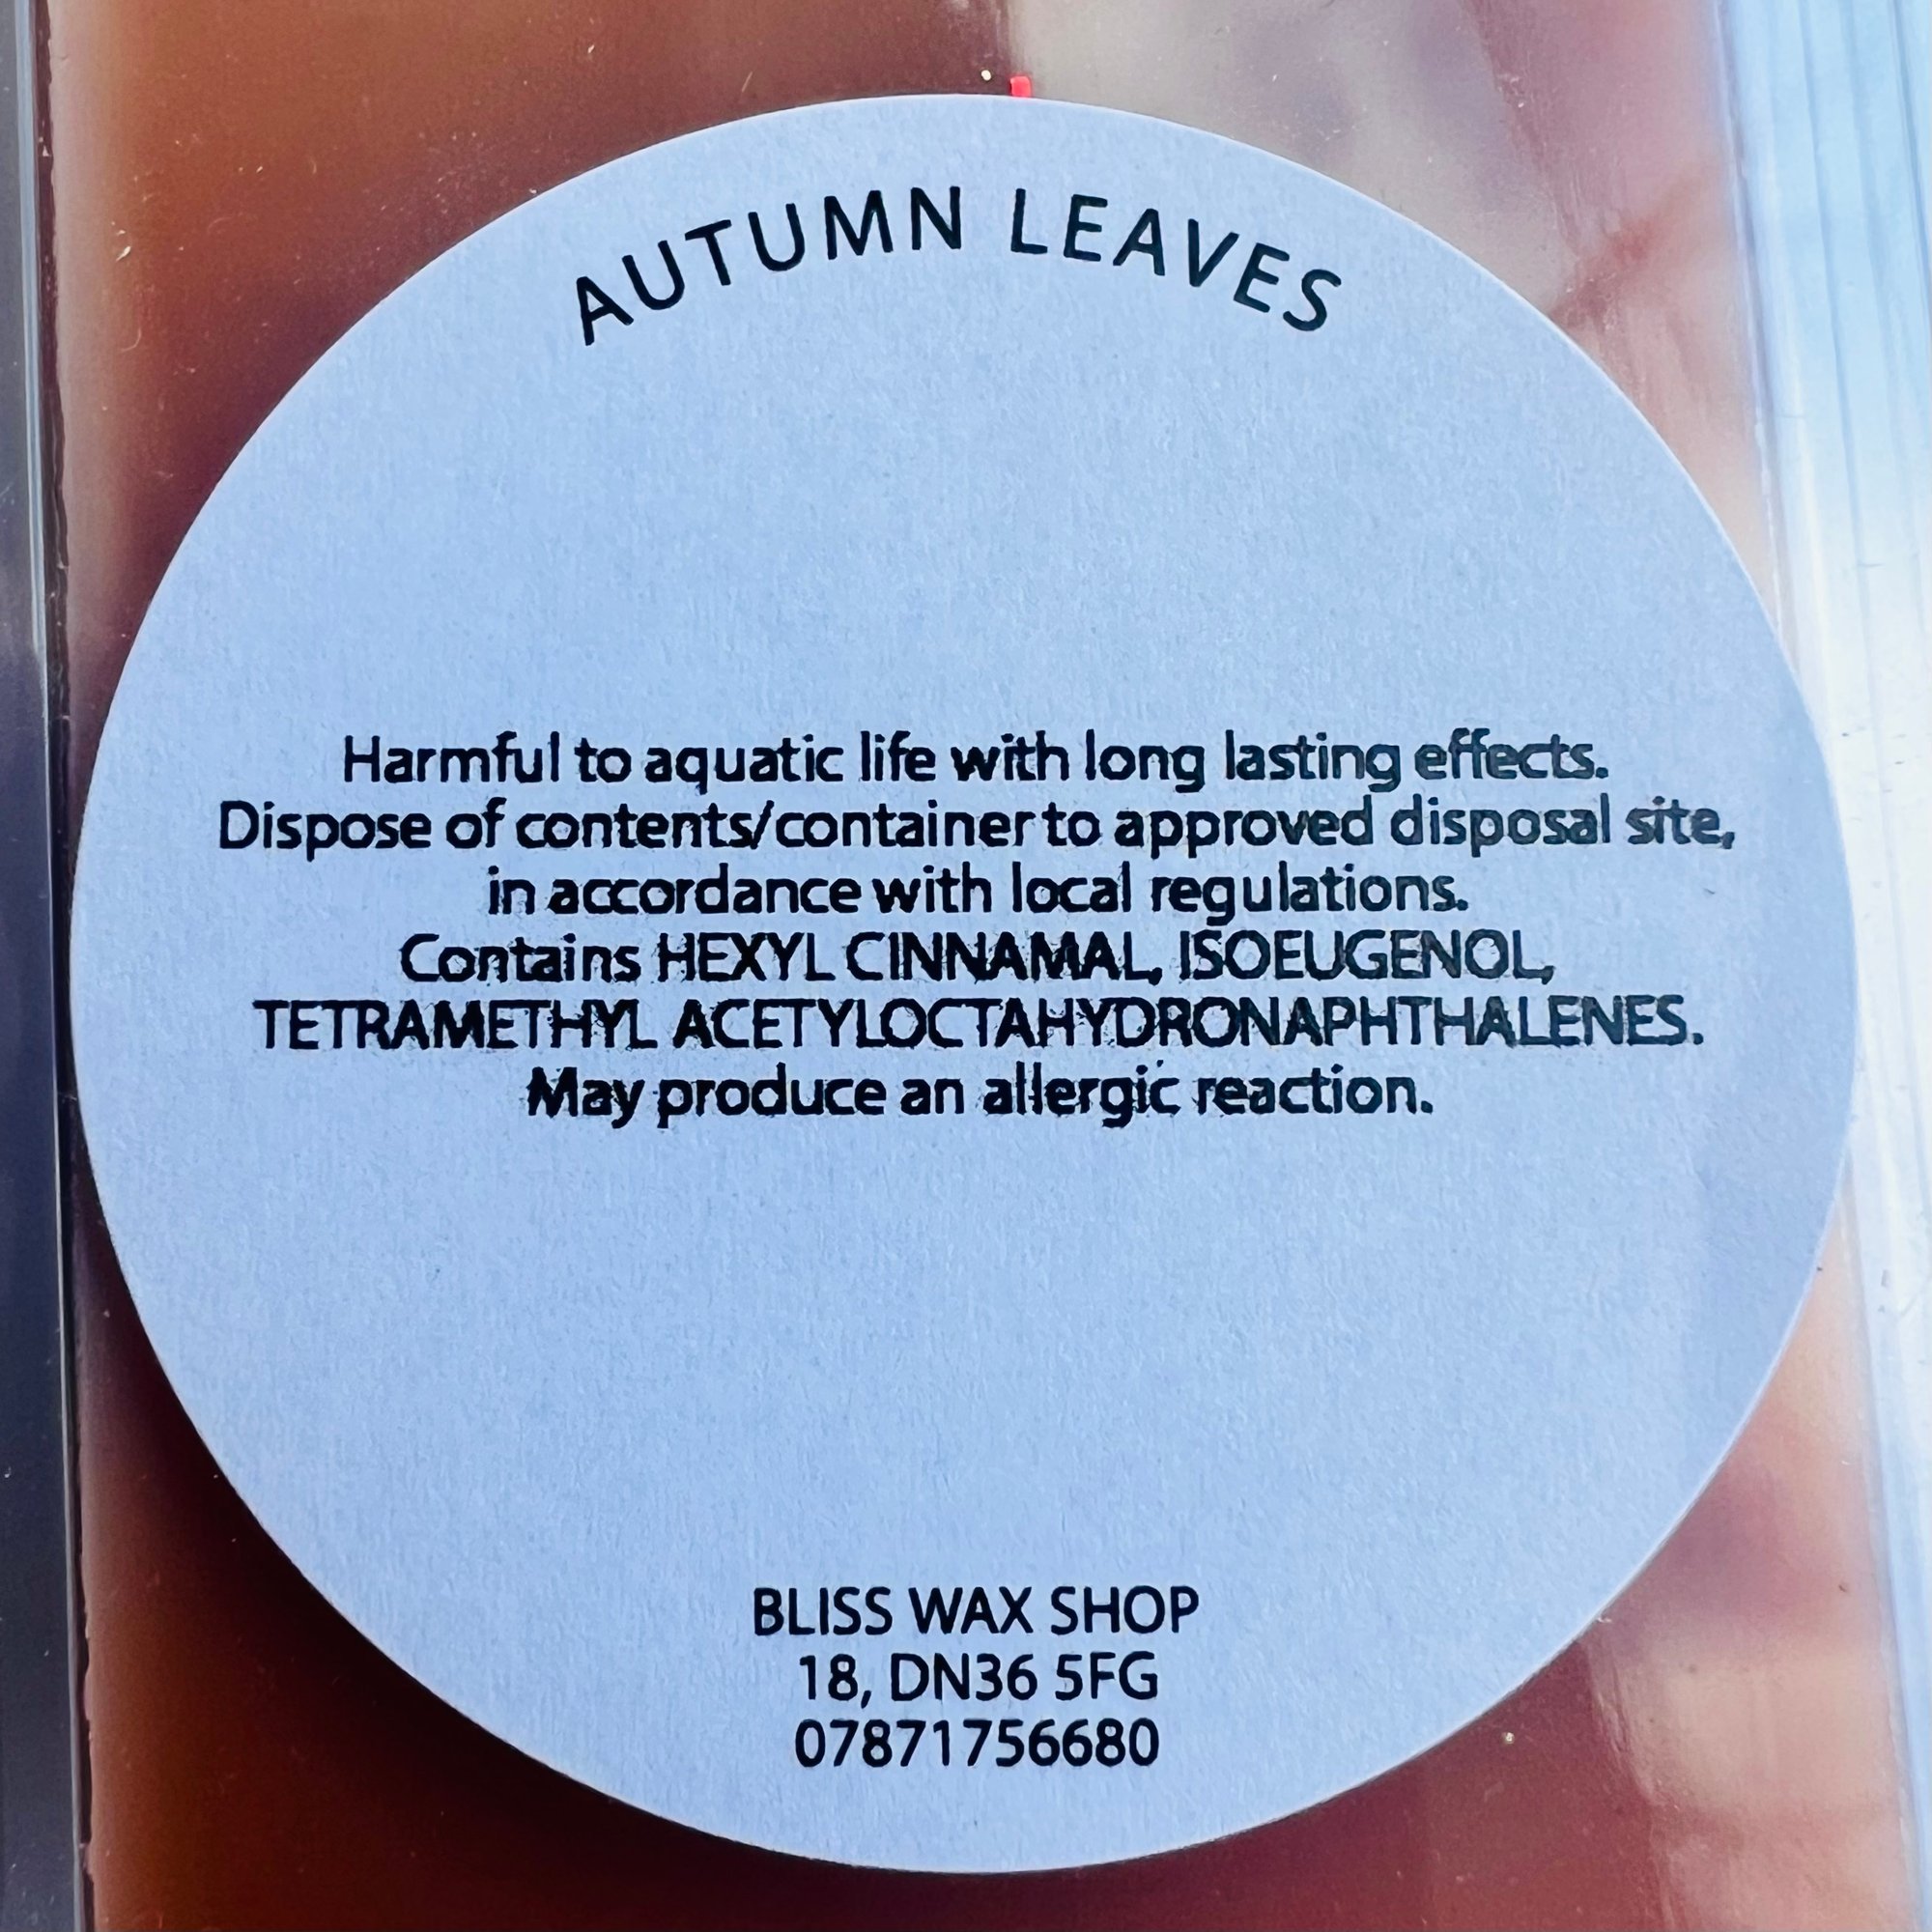 AUTUMN LEAVES
Harmful to aquatic life with long lasting effects.
Dispose of contents/container to approved disposal site,
in accordance with local regulations.
Contains HEXYL CINNAMAL, ISOEUGENOL,
TETRAMETHYL ACETYLOCTAHYDRONAPHTHALENES.
May produce an allergic reaction.
BLISS WAX SHOP
18, DN36 5FG
07871756680